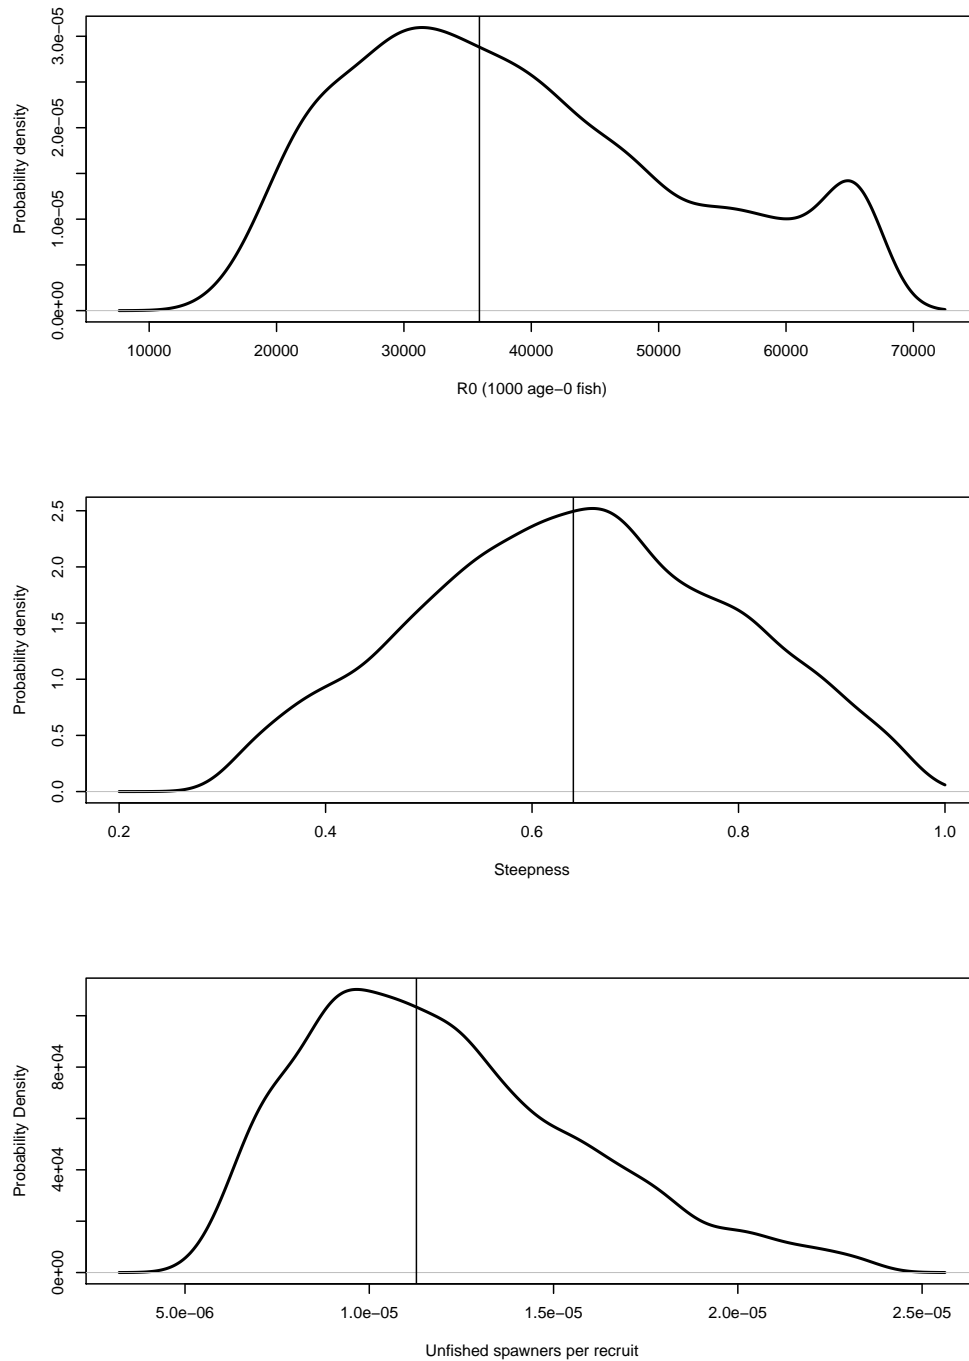 Probability density
3.0e−05
2.0e−05
1.0e−05
0.0e+00
10000 20000 30000 40000 50000 60000 70000
R0 (1000 age−0 fish)
Probability density
2.5
2.0
1.5
1.0
0.5
0.0
0.2 0.4 0.6 0.8 1.0
Steepness
Probability Density
8e+04
4e+04
0e+00
5.0e−06 1.0e−05 1.5e−05 2.0e−05 2.5e−05
Unfished spawners per recruit